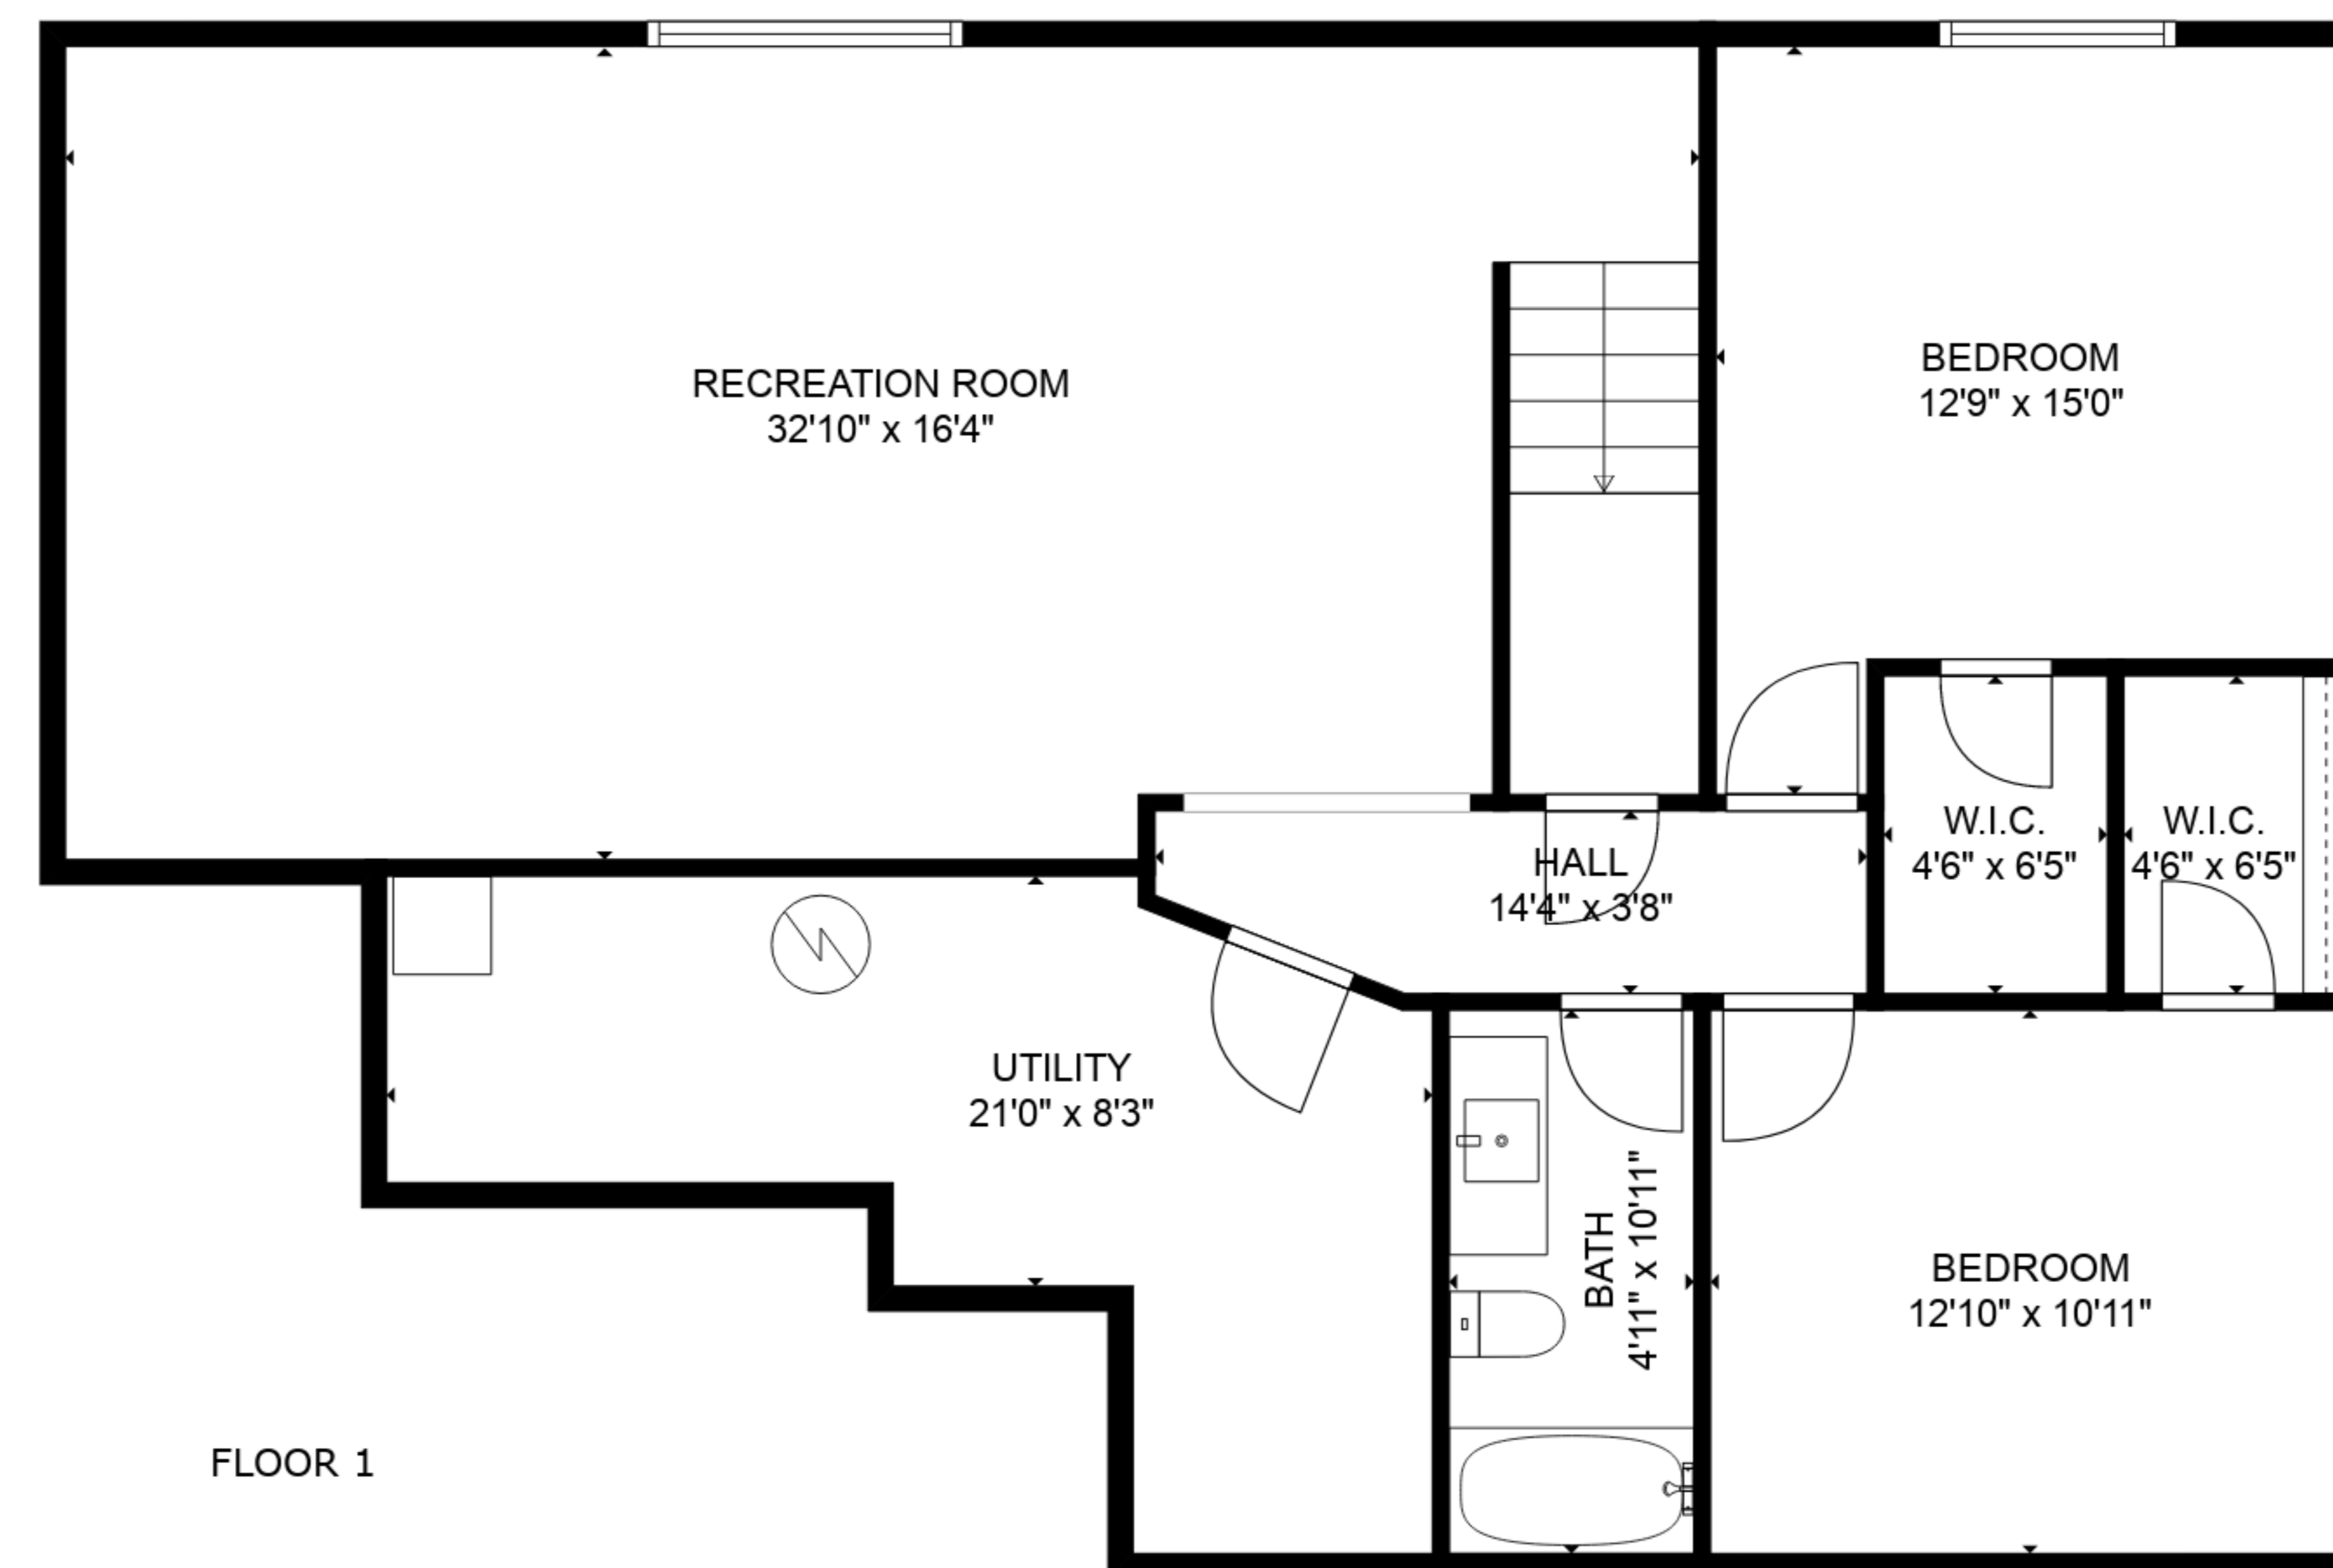 RECREATION ROOM
32'10" x 16'4"
BEDROOM
12'9" x 15'0"
W.I.C.
4'6" x 6'5"
W.I.C.
4'6" x 6'5"
HALL
14'4" x 3'8"
UTILITY
21'0" x 8'3"
BATH
4'11" x 10'11"
BEDROOM
12'10" x 10'11"
FLOOR 1